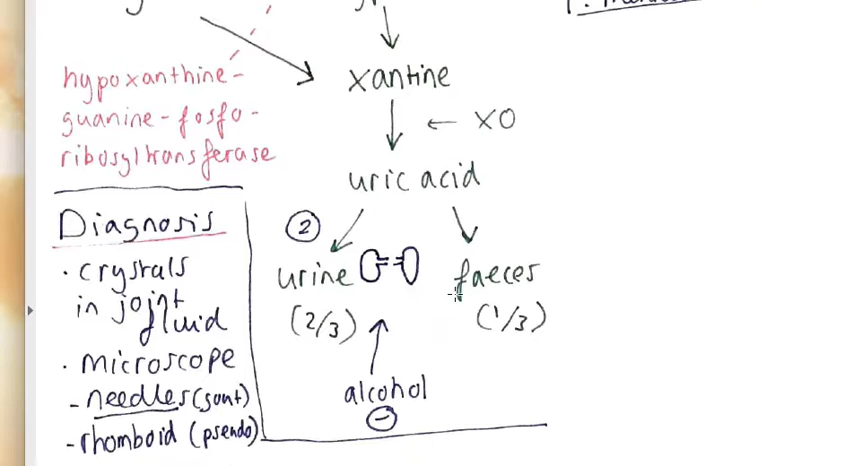 xantine
hypoxanthine-
guanine-fosfo-
ribosyltransferase
← XO
uric acid
Diagnosis
• crystals
in joint
fluid
• microscope
- needles (gout)
- rhomboid (pseudo)
2
urine
faeces
(2/3)
(1/3)
alcohol
-